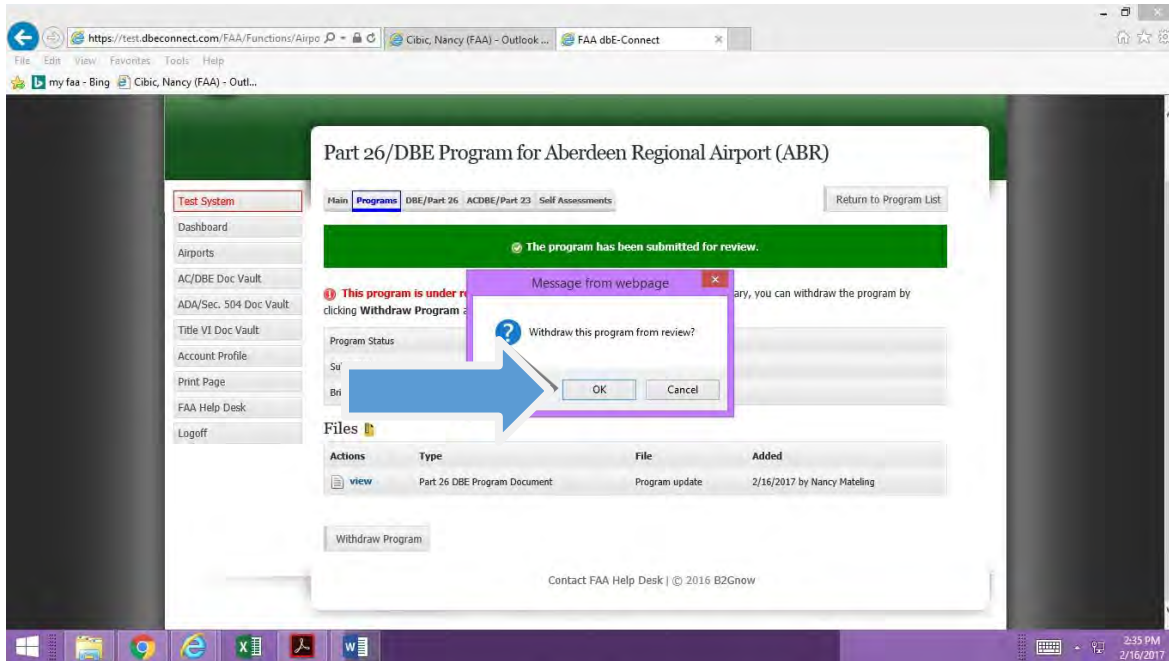 https://test.dbeconnect.com/FAA/Functions/Airpo
Cibic, Nancy (FAA) - Outlook ...
FAA dbE-Connect
File Edit View Favorites Tools Help
my faa - Bing
Cibic, Nancy (FAA) - Outl...
Part 26/DBE Program for Aberdeen Regional Airport (ABR)
Test System
Dashboard
Airports
AC/DBE Doc Vault
ADA/Sec. 504 Doc Vault
Title VI Doc Vault
Account Profile
Print Page
FAA Help Desk
Logoff
Main Programs DBE/Part 26 ACDBE/Part 23 Self Assessments
Return to Program List
The program has been submitted for review.
This program is under
ary, you can withdraw the program by
clicking Withdraw Program
Message from webpage
Withdraw this program from review?
OK Cancel
Program Status
Files
Actions Type File Added
view Part 26 DBE Program Document Program update 2/16/2017 by Nancy Mateling
Withdraw Program
Contact FAA Help Desk | © 2016 B2Gnow
2:35 PM
2/16/2017